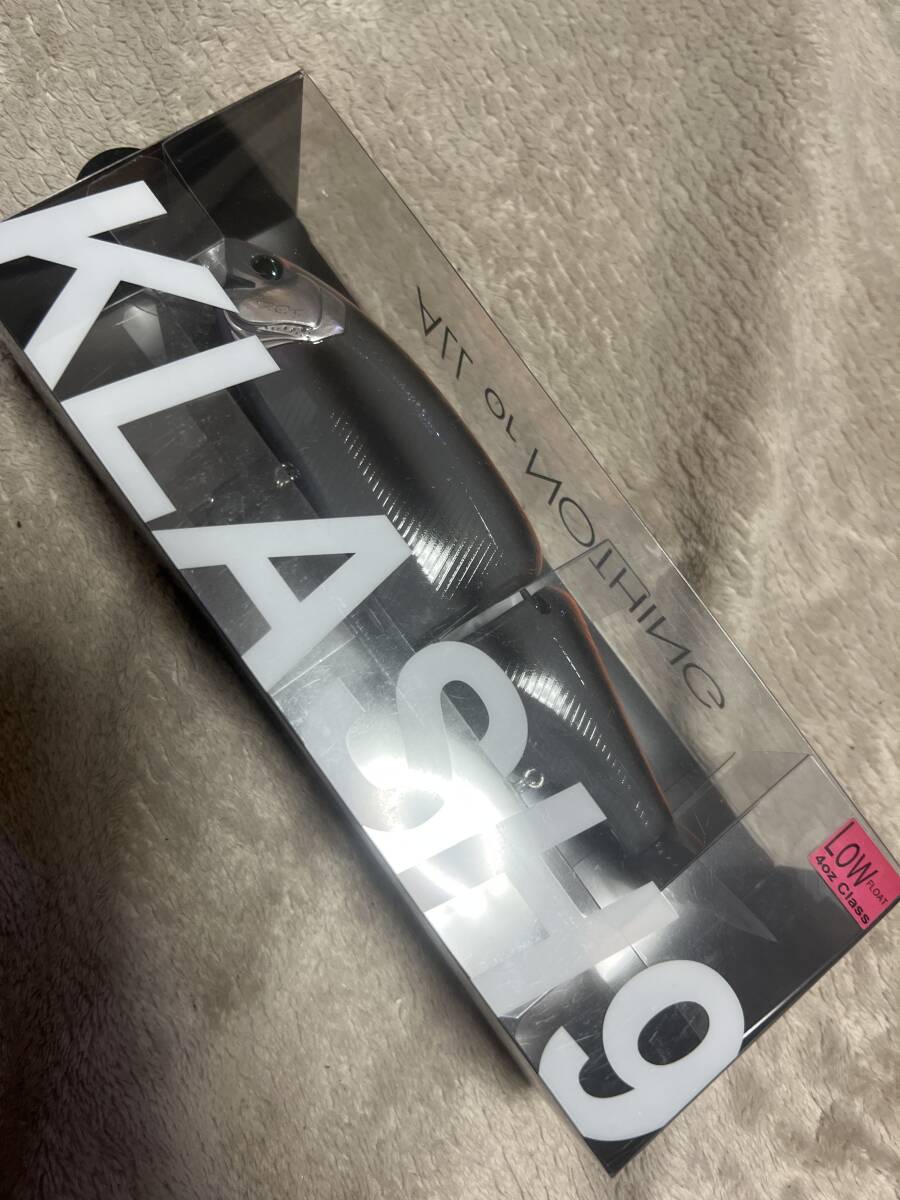 KLASH9
ALL or NOTHING
LOW FLOAT
4oz Class